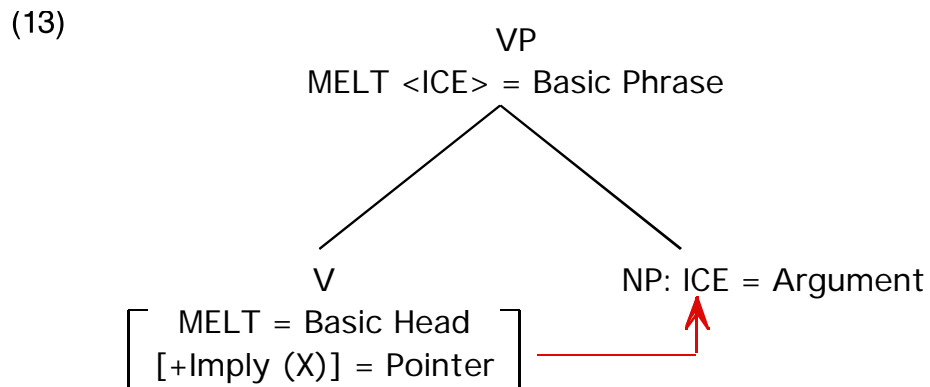 (13)
VP
MELT <ICE> = Basic Phrase
V
NP: ICE = Argument
MELT = Basic Head
[+Imply (X)] = Pointer